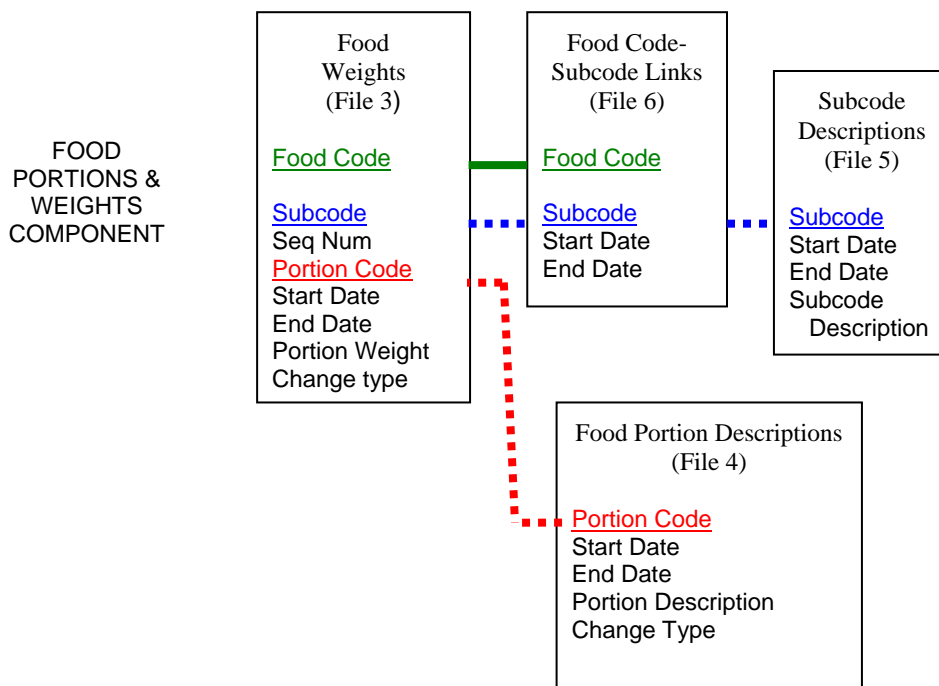 FOOD
PORTIONS &
WEIGHTS
COMPONENT
Food
Weights
(File 3)
Food Code
Subcode
Seq Num
Portion Code
Start Date
End Date
Portion Weight
Change type
Food Code-
Subcode Links
(File 6)
Food Code
Subcode
Start Date
End Date
Subcode
Descriptions
(File 5)
Subcode
Start Date
End Date
Subcode
Description
Food Portion Descriptions
(File 4)
Portion Code
Start Date
End Date
Portion Description
Change Type